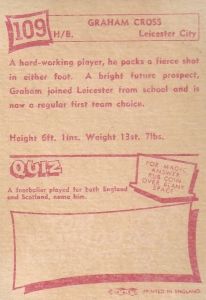 109
H/B.
GRAHAM CROSS
Leicester City
A hard-working player, he packs a fierce shot
in either foot. A bright future prospect,
Graham joined Leicester from school and is
now a regular first team choice.
Height 6ft. 1ins. Weight 13st. 7lbs.
QUIZ
A footballer played for both England
and Scotland, name him.
FOR MAGIC
ANSWER
RUB COIN
OVER BLANK
SPACE
PRINTED IN ENGLAND